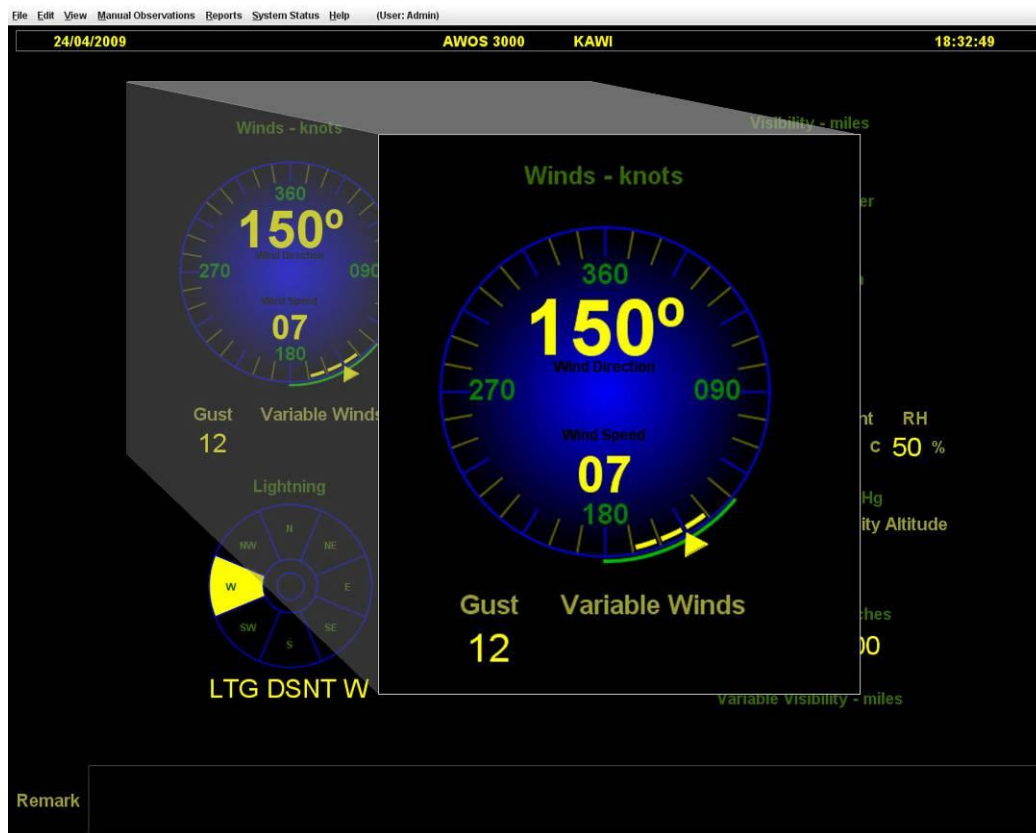 File Edit View Manual Observations Reports System Status Help (User: Admin)
24/04/2009 AWOS 3000 KAWI 18:32:49
Winds - knots
360
150º
Wind Direction
270 090
Wind Speed
07
180
Gust Variable Winds
12
Lightning
N
NW NE
W E
SW SE
S
LTG DSNT W
Winds - knots
360
150º
Wind Direction
270 090
Wind Speed
07
180
Gust Variable Winds
12
Visibility - miles
RH
C 50 %
Hg
ity Altitude
Variable Visibility - miles
Remark